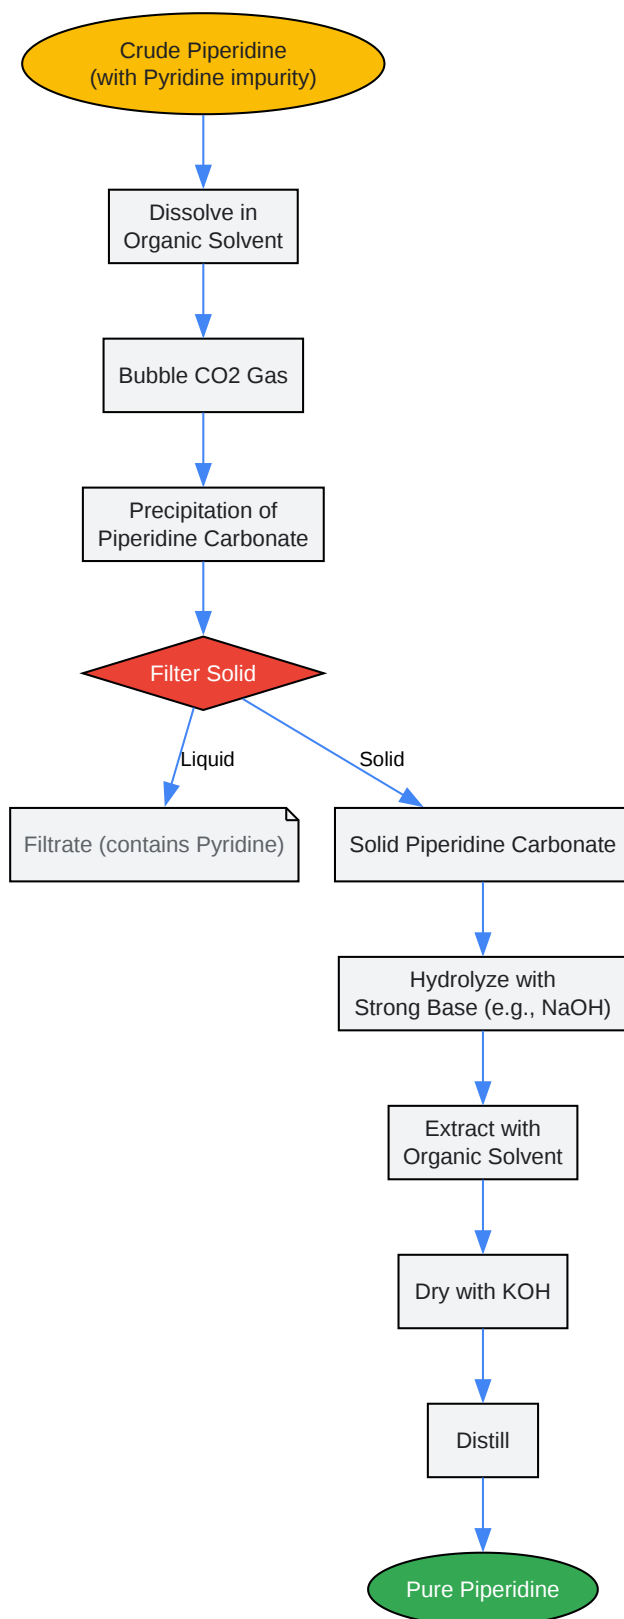 Crude Piperidine
(with Pyridine impurity)
Dissolve in
Organic Solvent
Bubble CO2 Gas
Precipitation of
Piperidine Carbonate
Filter Solid
Liquid
Solid
Filtrate (contains Pyridine)
Solid Piperidine Carbonate
Hydrolyze with
Strong Base (e.g., NaOH)
Extract with
Organic Solvent
Dry with KOH
Distill
Pure Piperidine